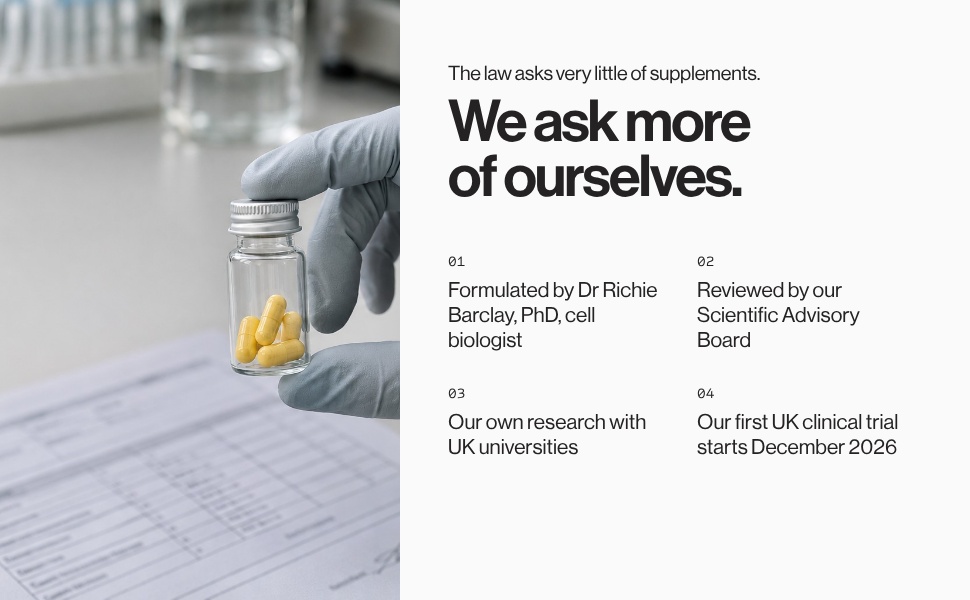 The law asks very little of supplements.
We ask more
of ourselves.
01
Formulated by Dr Richie
Barclay, PhD, cell
biologist
02
Reviewed by our
Scientific Advisory
Board
03
Our own research with
UK universities
04
Our first UK clinical trial
starts December 2026